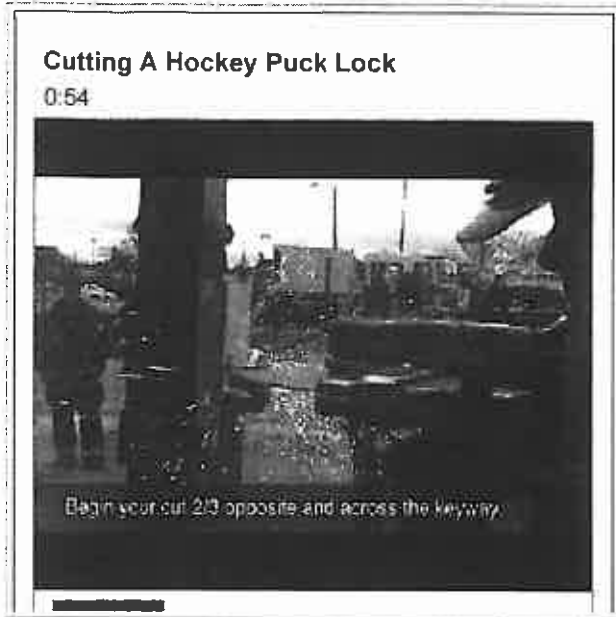 Cutting A Hockey Puck Lock
0:54
Begin your cut 2/3 opposite and across the keyway.